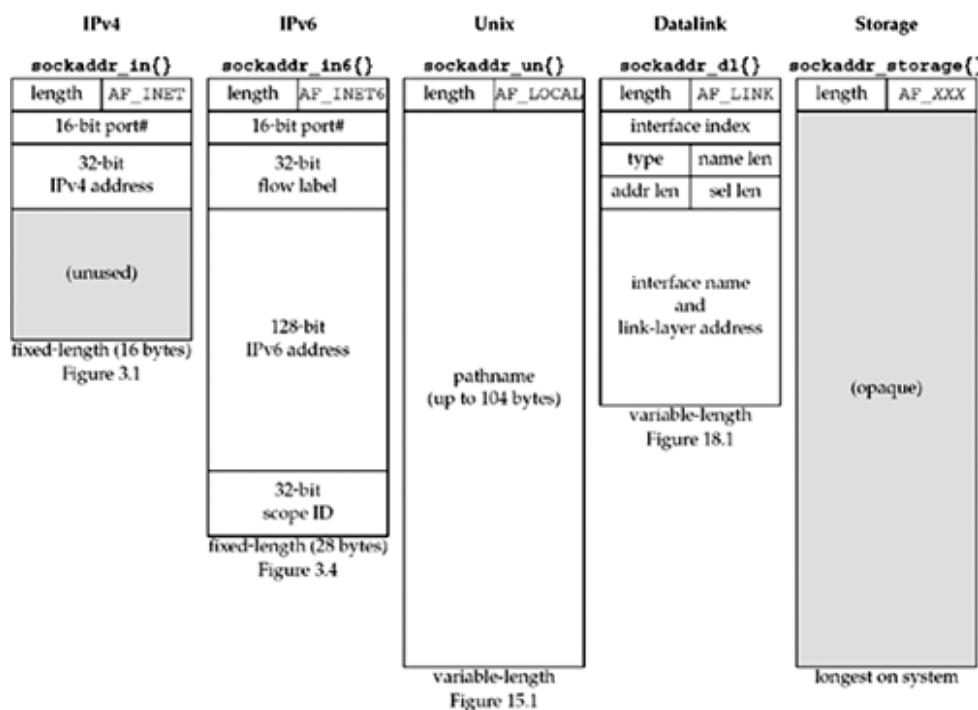 IPv4
IPv6
Unix
Datalink
Storage
sockaddr_in{}
sockaddr_in6{}
sockaddr_un{}
sockaddr_dl{}
sockaddr_storage{}
length
AF_INET
length
AF_INET6
length
AF_LOCAL
length
AF_LINK
length
AF_XXX
16-bit port#
16-bit port#
interface index
32-bit
IPv4 address
32-bit
flow label
type
name len
addr len
sel len
(unused)
128-bit
IPv6 address
pathname
(up to 104 bytes)
interface name
and
link-layer address
(opaque)
fixed-length (16 bytes)
Figure 3.1
variable-length
Figure 18.1
32-bit
scope ID
fixed-length (28 bytes)
Figure 3.4
variable-length
Figure 15.1
longest on system